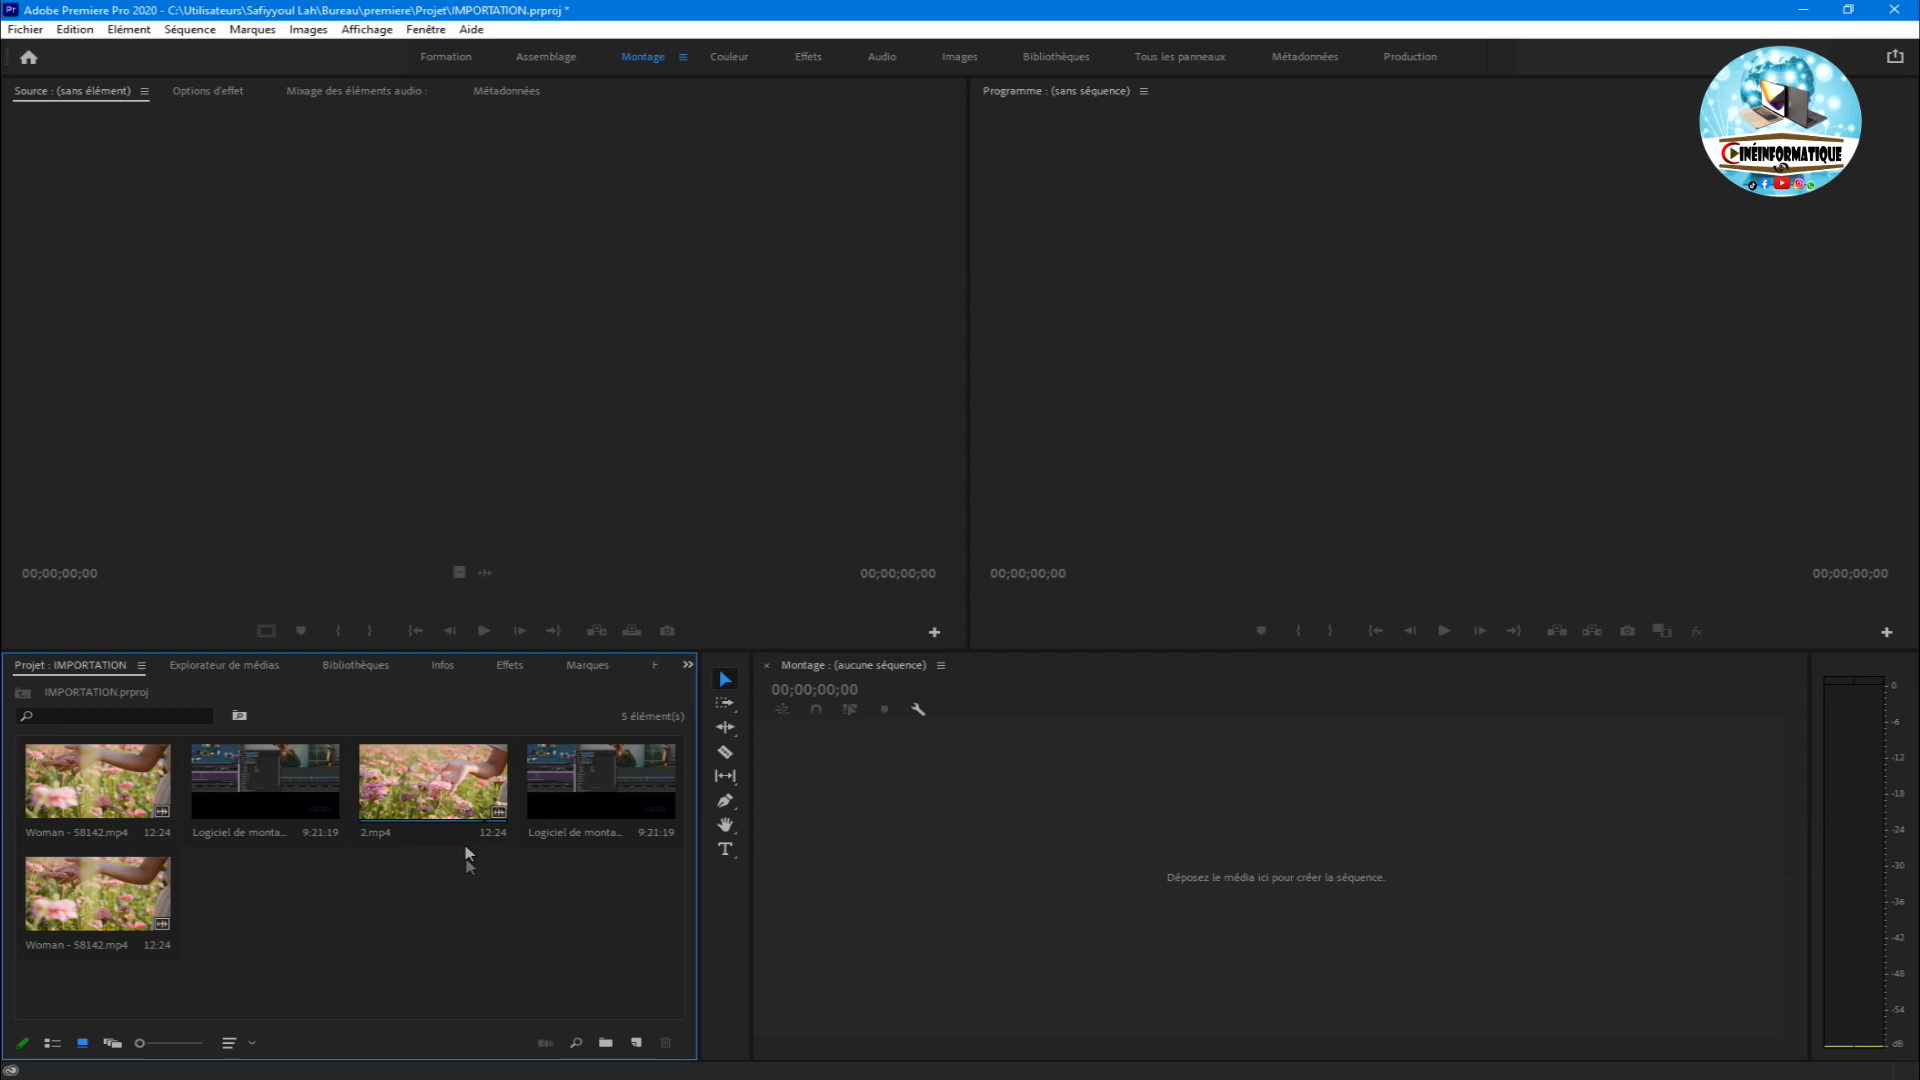 Adobe Premiere Pro 2020 - C:\Utilisateurs\Safiyyoul Lah\Bureau\premiere\Projet\IMPORTATION.prproj *
Fichier Edition Elément Séquence Marques Images Affichage Fenêtre Aide
Formation Assemblage Montage Couleur Effets Audio Images Bibliothèques Tous les panneaux Métadonnées Production
Source : (sans élément) Options d'effet Mixage des éléments audio : Métadonnées
Programme : (sans séquence)
CINÉINFORMATIQUE
00;00;00;00 00;00;00;00
00;00;00;00 00;00;00;00
Projet : IMPORTATION Explorateur de médias Bibliothèques Infos Effets Marques
IMPORTATION.prproj
5 élément(s)
Woman - 58142.mp4 12:24
Logiciel de monta... 9:21:19
2.mp4 12:24
Logiciel de monta... 9:21:19
Woman - 58142.mp4 12:24
× Montage : (aucune séquence)
00;00;00;00
Déposez le média ici pour créer la séquence.
0
-6
-12
-18
-24
-30
-36
-42
-48
-54
dB